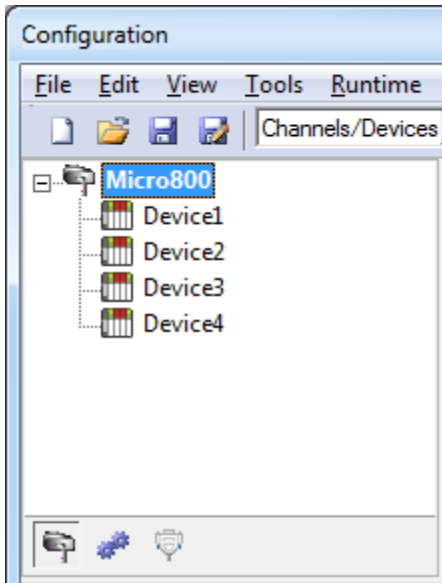 Configuration
File Edit View Tools Runtime
Channels/Devices
Micro800
Device1
Device2
Device3
Device4